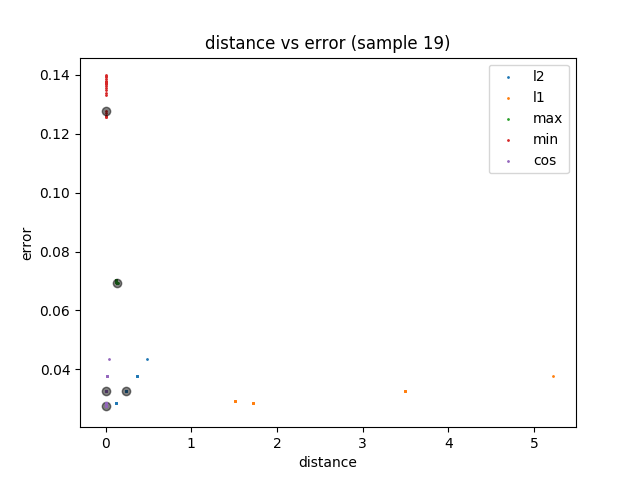 distance vs error (sample 19)
0.14
0.12
0.10
0.08
0.06
0.04
error
l2
l1
max
min
cos
0
1
2
3
4
5
distance